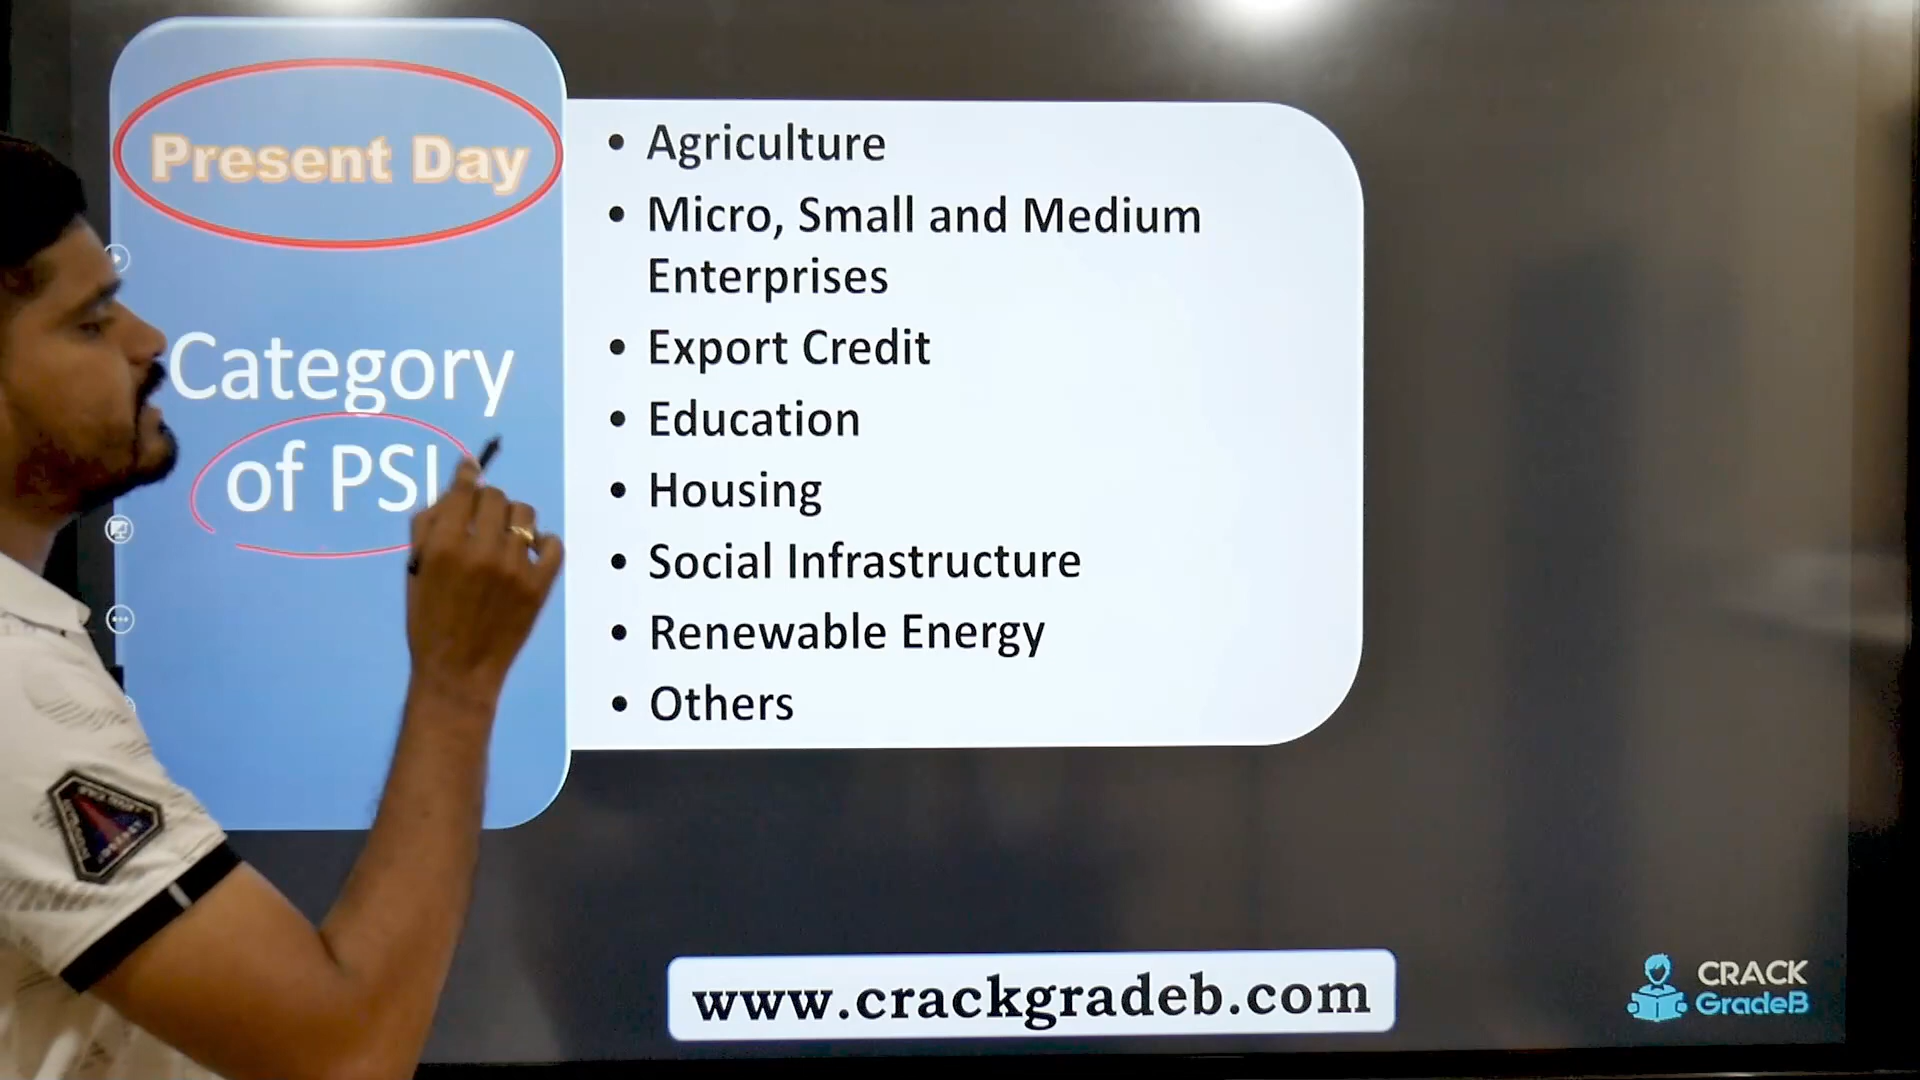 Present Day
Category
of PSL
• Agriculture
• Micro, Small and Medium
Enterprises
• Export Credit
• Education
• Housing
• Social Infrastructure
• Renewable Energy
• Others
www.crackgradeb.com
CRACK
GradeB